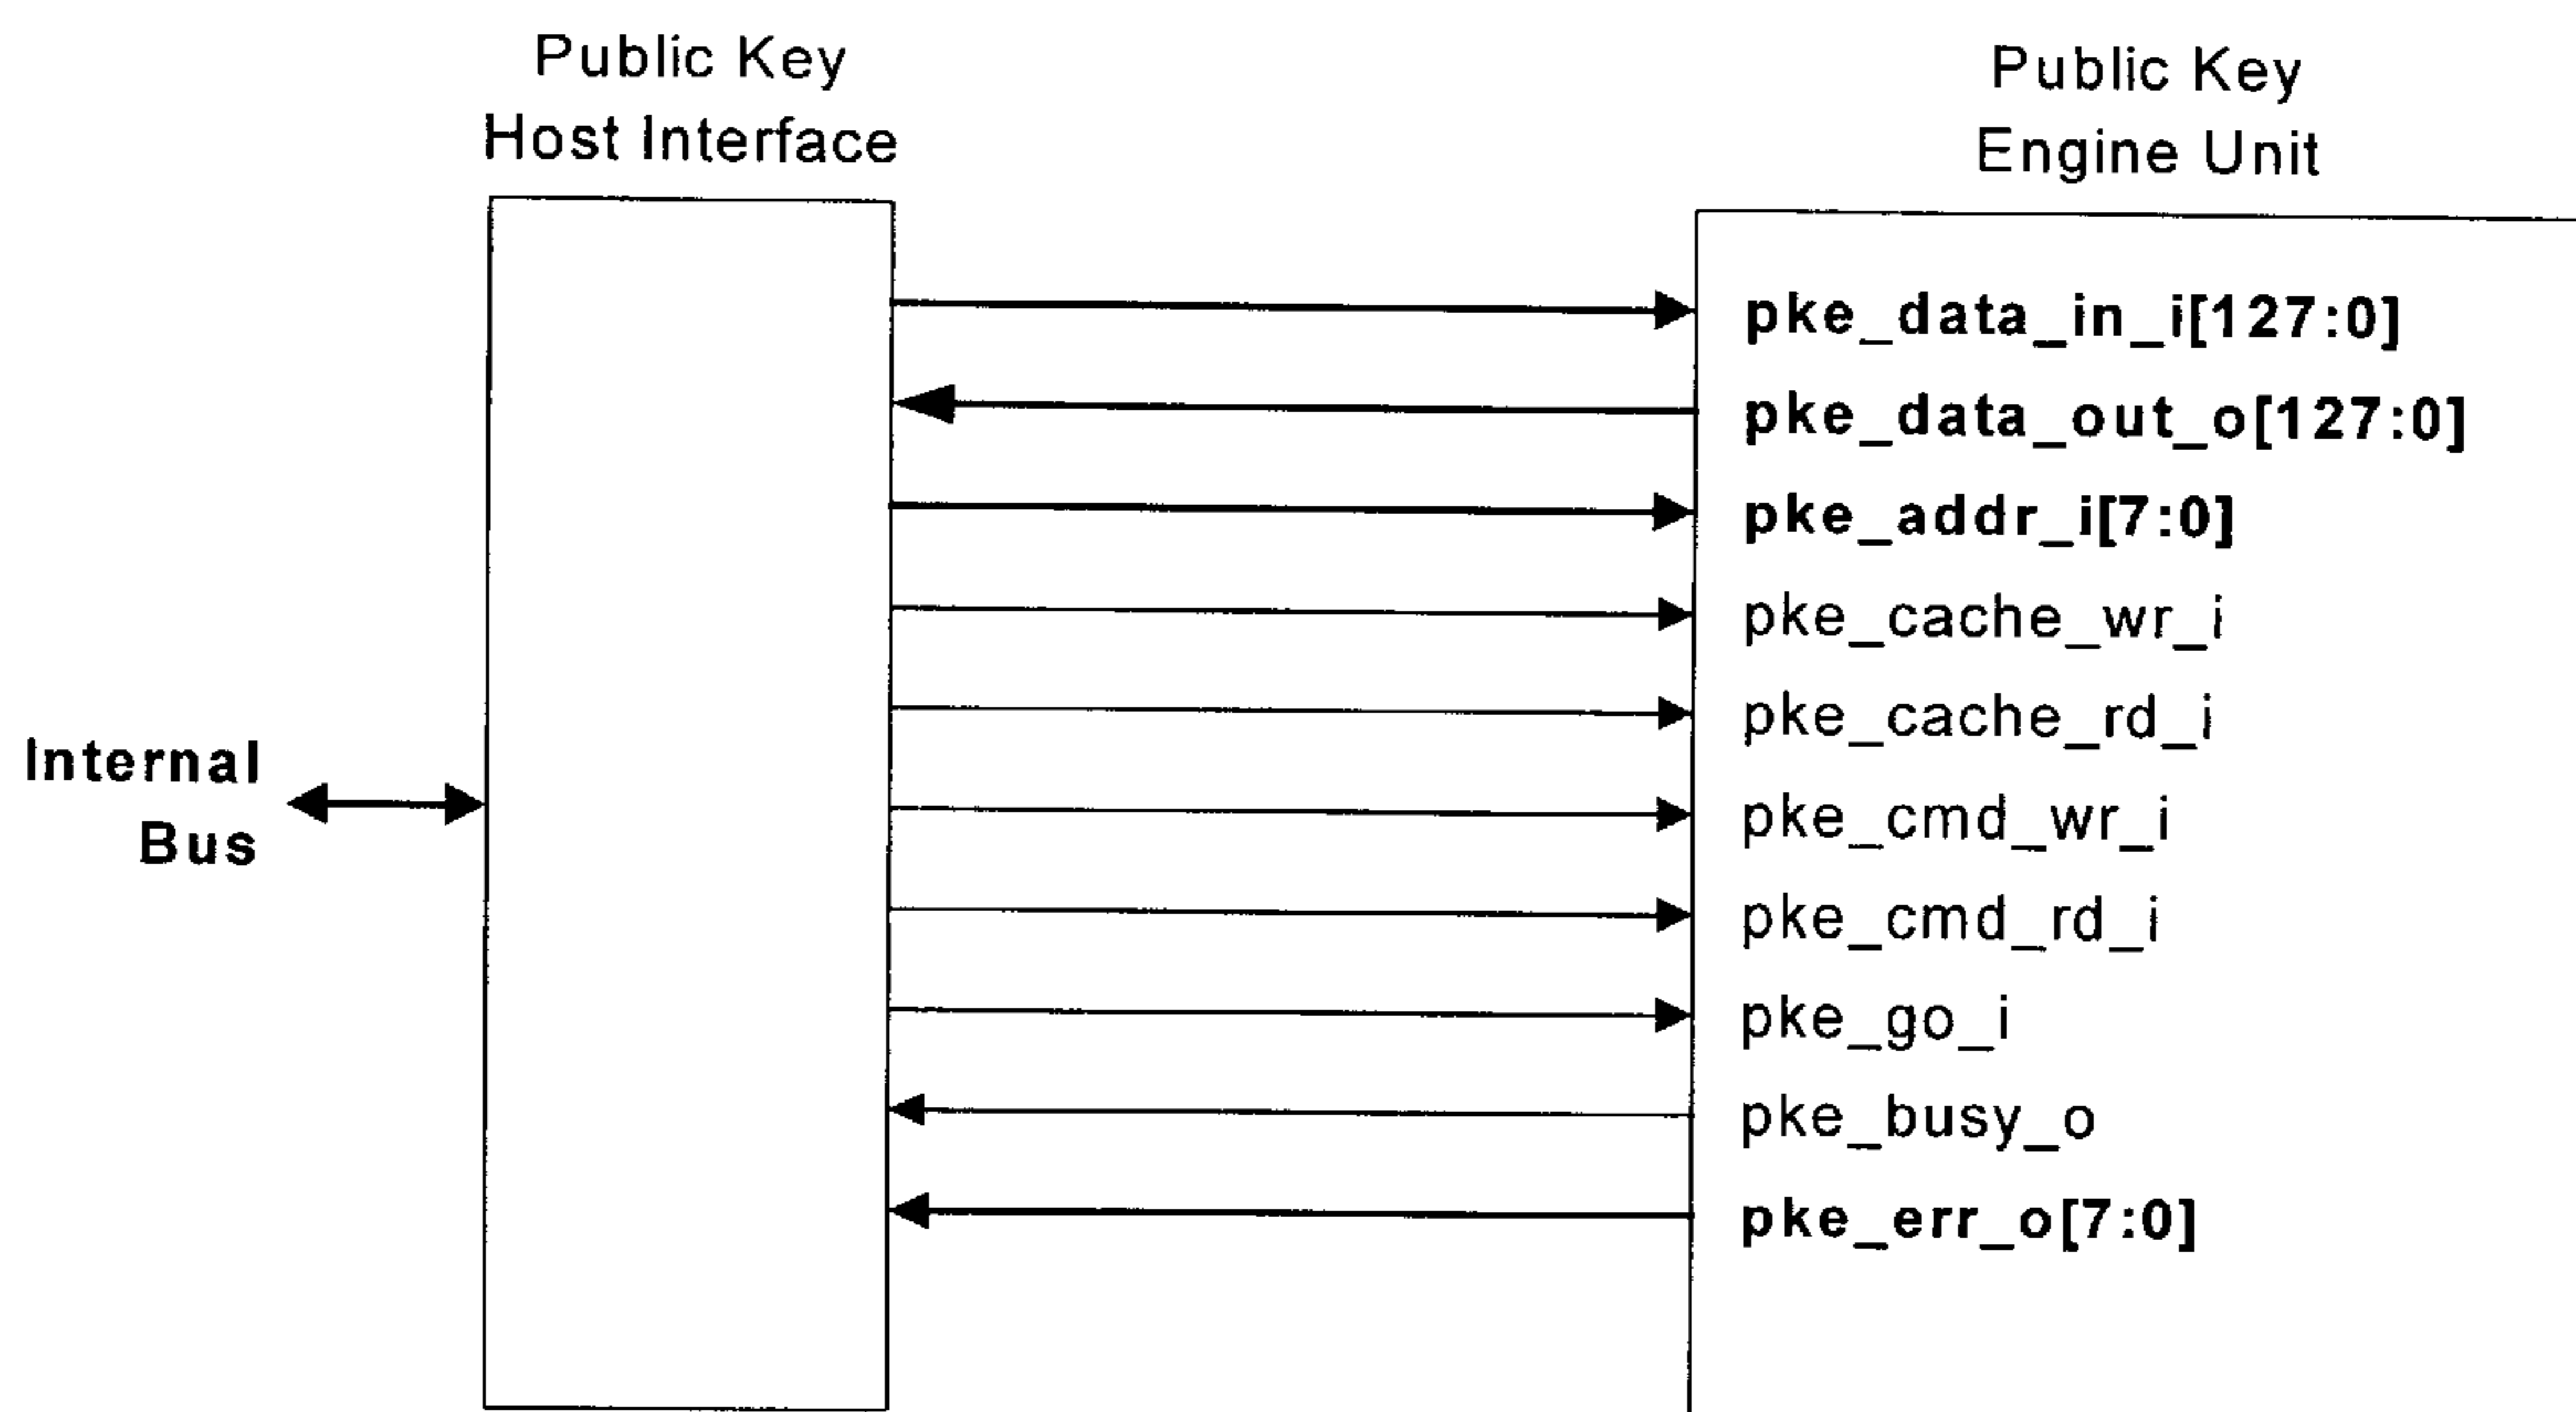 Public Key
Host Interface
Public Key
Engine Unit
pke_data_in_i[127:0]
pke_data_out_o[127:0]
pke_addr_i[7:0]
pke_cache_wr_i
pke_cache_rd_i
Internal
Bus
pke_cmd_wr_i
pke_cmd_rd_i
pke_go_i
pke_busy_o
pke_err_o[7:0]